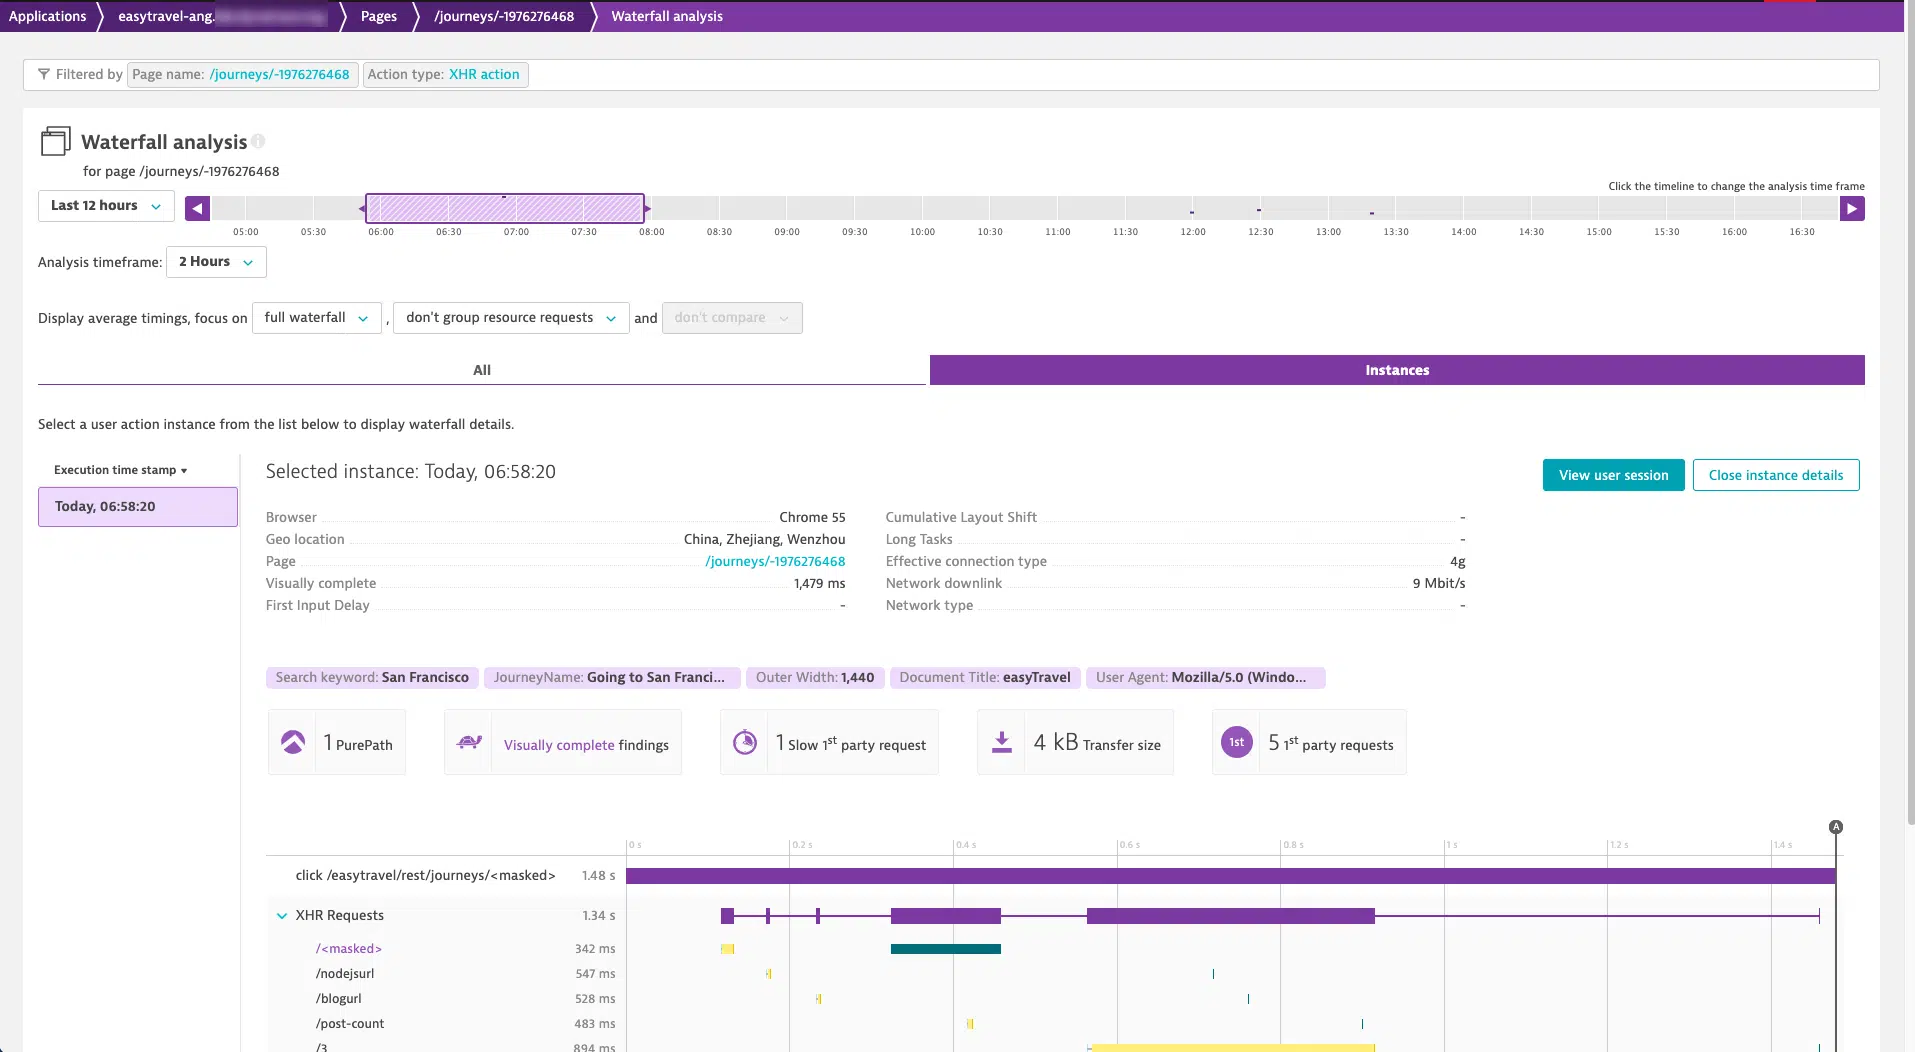 Applications easytravel-ang. Pages /journeys/-1976276468 Waterfall analysis
Filtered by Page name: /journeys/-1976276468 Action type: XHR action
Waterfall analysis
for page /journeys/-1976276468
Click the timeline to change the analysis time frame
Last 12 hours
05:00 05:30 06:00 06:30 07:00 07:30 08:00 08:30 09:00 09:30 10:00 10:30 11:00 11:30 12:00 12:30 13:00 13:30 14:00 14:30 15:00 15:30 16:00 16:30
Analysis timeframe: 2 Hours
Display average timings, focus on full waterfall , don't group resource requests and don't compare
All Instances
Select a user action instance from the list below to display waterfall details.
Execution time stamp
Today, 06:58:20
Selected instance: Today, 06:58:20
View user session Close instance details
Browser Chrome 55
Geo location China, Zhejiang, Wenzhou
Page /journeys/-1976276468
Visually complete 1,479 ms
First Input Delay -
Cumulative Layout Shift -
Long Tasks -
Effective connection type 4g
Network downlink 9 Mbit/s
Network type -
Search keyword: San Francisco JourneyName: Going to San Franci... Outer Width: 1,440 Document Title: easyTravel User Agent: Mozilla/5.0 (Windo...
1 PurePath Visually complete findings 1 Slow 1st party request 4 kB Transfer size 1st 5 1st party requests
A
0 s 0.2 s 0.4 s 0.6 s 0.8 s 1 s 1.2 s 1.4 s
click /easytravel/rest/journeys/<masked> 1.48 s
XHR Requests 1.34 s
/<masked> 342 ms
/nodejsurl 547 ms
/blogurl 528 ms
/post-count 483 ms
/3 894 ms